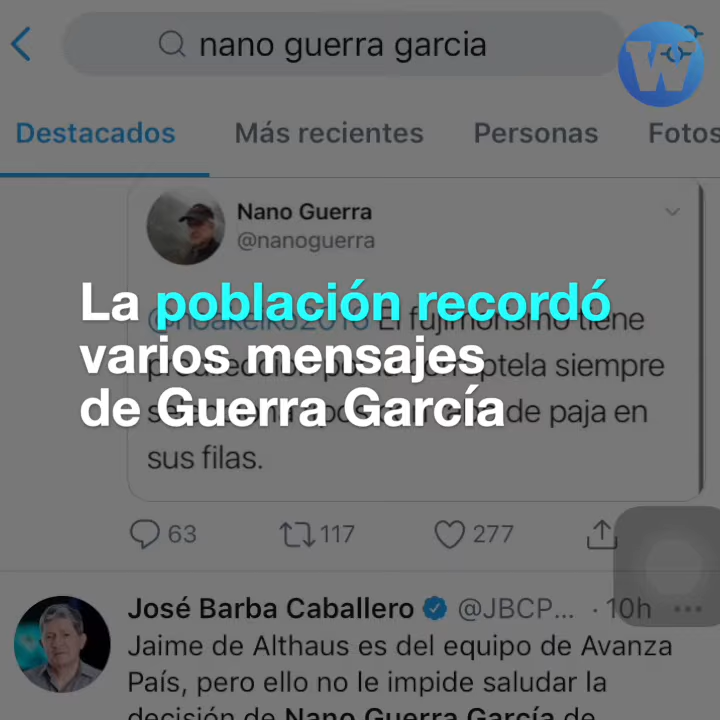 nano guerra garcia
W
Destacados Más recientes Personas Fotos
Nano Guerra
@nanoguerra
La población recordó
varios mensajes
de Guerra García
@noakeiko2016 El fujimorismo tiene
siempre
de paja en
sus filas.
63 117 277
José Barba Caballero @JBCP... · 10h
Jaime de Althaus es del equipo de Avanza
País, pero ello no le impide saludar la
decisión de Nano Guerra García de